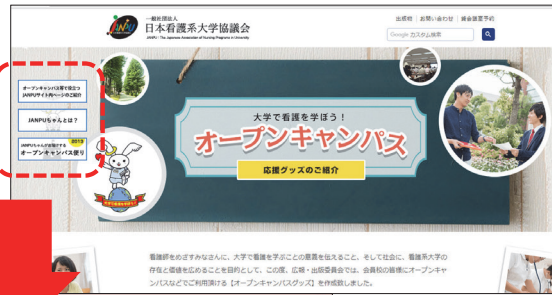 一般社団法人
日本看護系大学協議会
JANPU : The Japanese Association of Nursing Programs in University
出版物 | お問い合わせ | 総会議室予約
Google カスタム検索
オープンキャンパス等で役立つ
JANPUサイト内ページのご紹介
JANPUちゃんとは?
2013
JANPUちゃんがお届けする
オープンキャンパス便り
大学で看護を学ぼう!
オープンキャンパス
応援グッズのご紹介
大学で看護を学ぼう
看護師をめざすみなさんに、大学で看護を学ぶことの意義を伝えること、そして社会に、看護系大学の
存在と価値を広めることを目的として、この度、広報・出版委員会では、会員校の皆様にオープンキャ
ンパスなどでご利用頂ける【オープンキャンパスグッズ】を作成致しました。